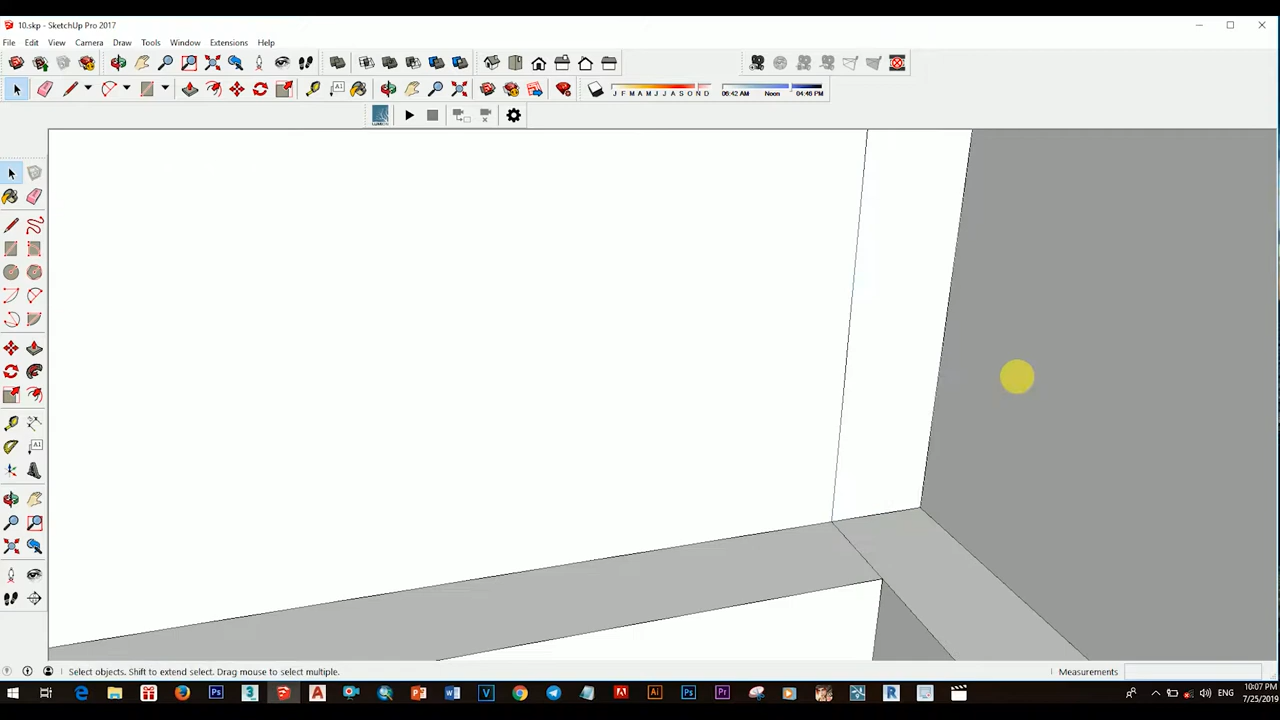 10.skp - SketchUp Pro 2017
File Edit View Camera Draw Tools Window Extensions Help
J F M A M J J A S O N D 06:42 AM Noon 04:46 PM
A1
A1
Select objects. Shift to extend select. Drag mouse to select multiple. Measurements
ENG 10:07 PM
7/25/2019